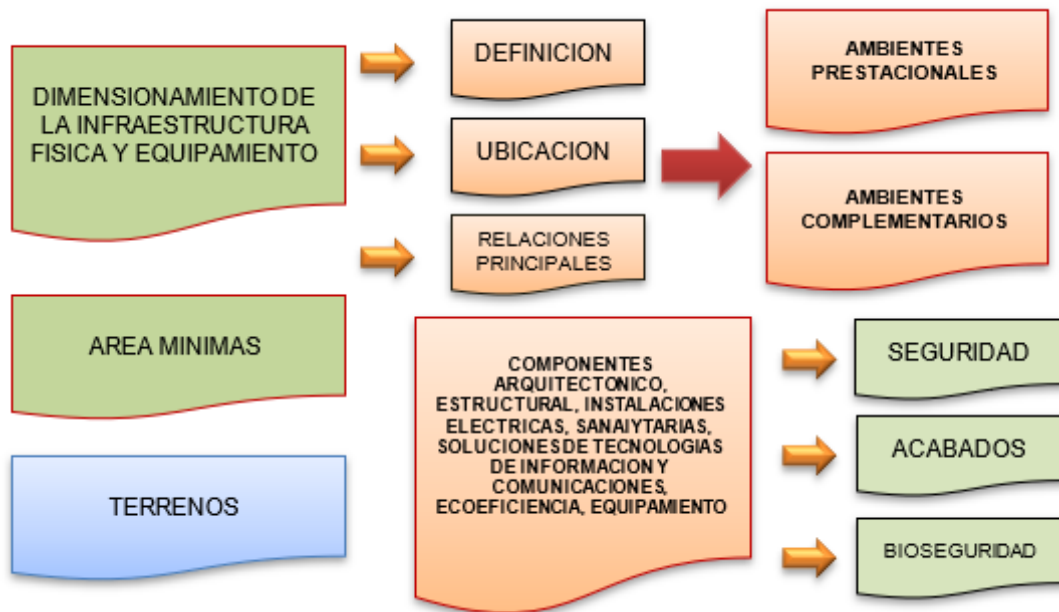 DIMENSIONAMIENTO DE
LA INFRAESTRUCTURA
FISICA Y EQUIPAMIENTO
DEFINICION
UBICACION
RELACIONES
PRINCIPALES
AMBIENTES
PRESTACIONALES
AMBIENTES
COMPLEMENTARIOS
AREA MINIMAS
TERRENOS
COMPONENTES
ARQUITECTONICO,
ESTRUCTURAL, INSTALACIONES
ELECTRICAS, SANAIYTARIAS,
SOLUCIONES DE TECNOLOGIAS
DE INFORMACION Y
COMUNICACIONES,
ECOEFICIENCIA, EQUIPAMIENTO
SEGURIDAD
ACABADOS
BIOSEGURIDAD